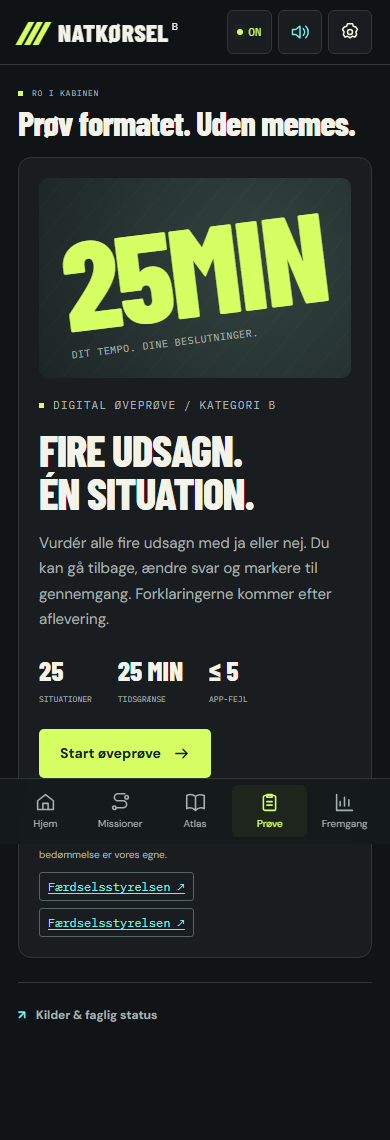 NATKØRSEL B
ON
RO I KABINEN
Prøv formatet. Uden memes.
25MIN
DIT TEMPO. DINE BESLUTNINGER.
DIGITAL ØVEPRØVE / KATEGORI B
FIRE UDSAGN.
ÉN SITUATION.
Vurdér alle fire udsagn med ja eller nej. Du
kan gå tilbage, ændre svar og markere til
gennemgang. Forklaringerne kommer efter
aflevering.
25
SITUATIONER
25 MIN
TIDSGRÆNSE
≤ 5
APP-FEJL
Start øveprøve →
Hjem
Missioner
Atlas
Prøve
Fremgang
bedømmelse er vores egne.
Færdselsstyrelsen ↗
Færdselsstyrelsen ↗
Kilder & faglig status